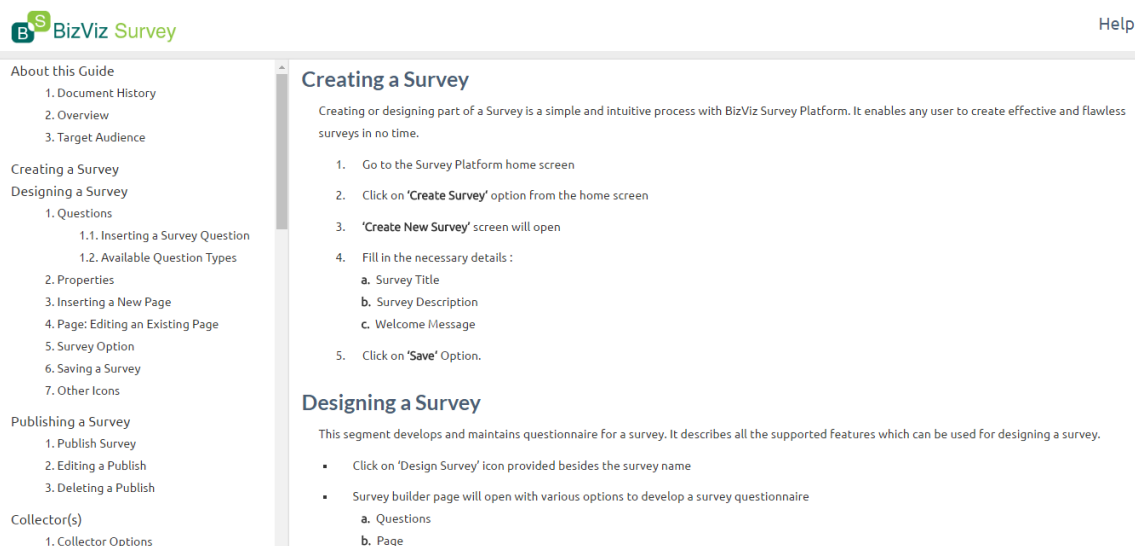 BS BizViz Survey
Help
About this Guide
1. Document History
2. Overview
3. Target Audience
Creating a Survey
Designing a Survey
1. Questions
1.1. Inserting a Survey Question
1.2. Available Question Types
2. Properties
3. Inserting a New Page
4. Page: Editing an Existing Page
5. Survey Option
6. Saving a Survey
7. Other Icons
Publishing a Survey
1. Publish Survey
2. Editing a Publish
3. Deleting a Publish
Collector(s)
1. Collector Options
Creating a Survey
Creating or designing part of a Survey is a simple and intuitive process with BizViz Survey Platform. It enables any user to create effective and flawless
surveys in no time.
1. Go to the Survey Platform home screen
2. Click on ‘Create Survey’ option from the home screen
3. ‘Create New Survey’ screen will open
4. Fill in the necessary details :
a. Survey Title
b. Survey Description
c. Welcome Message
5. Click on ‘Save’ Option.
Designing a Survey
This segment develops and maintains questionnaire for a survey. It describes all the supported features which can be used for designing a survey.
▪ Click on ‘Design Survey’ icon provided besides the survey name
▪ Survey builder page will open with various options to develop a survey questionnaire
a. Questions
b. Page